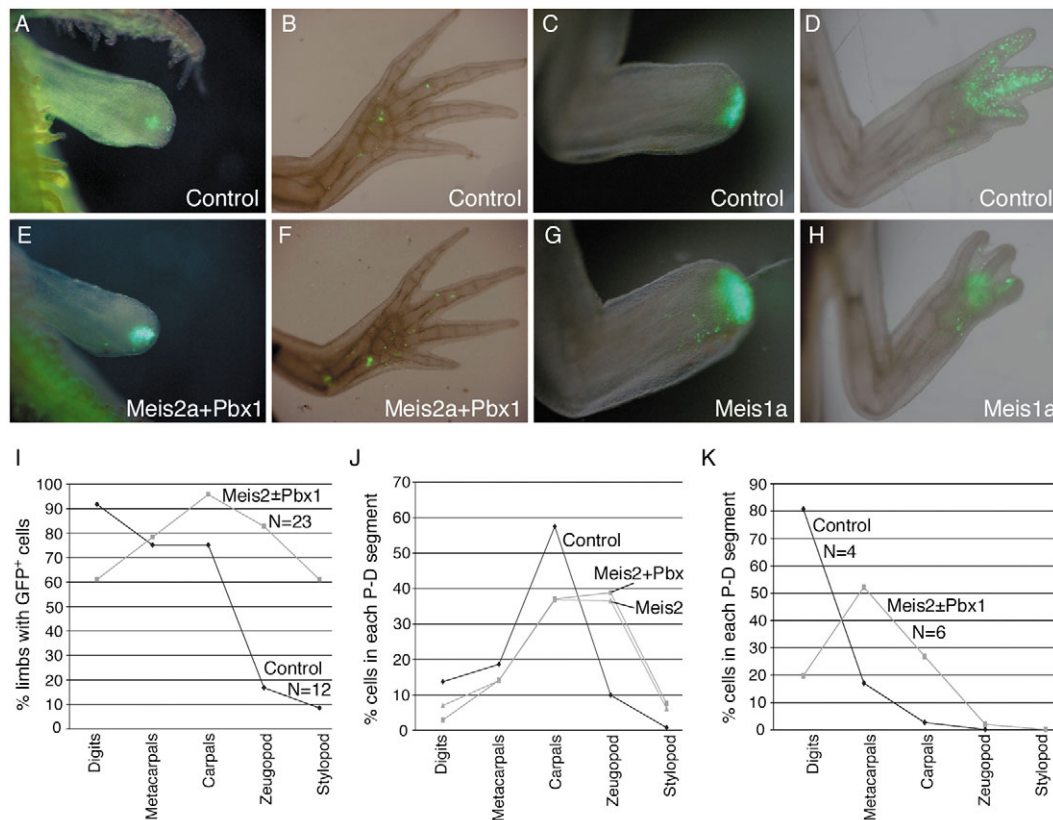 A
Control
B
Control
C
Control
D
Control
E
Meis2a+Pbx1
F
Meis2a+Pbx1
G
Meis1a
H
Meis1a
I
% limbs with GFP+ cells
100
90
80
70
60
50
40
30
20
10
0
Meis2±Pbx1
N=23
Control
N=12
Digits
Metacarpals
Carpals
Zeugopod
Stylopod
J
% cells in each P-D segment
70
60
50
40
30
20
10
0
Control
Meis2+Pbx
Meis2
Digits
Metacarpals
Carpals
Zeugopod
Stylopod
K
% cells in each P-D segment
90
80
70
60
50
40
30
20
10
0
Control
N=4
Meis2±Pbx1
N=6
Digits
Metacarpals
Carpals
Zeugopod
Stylopod